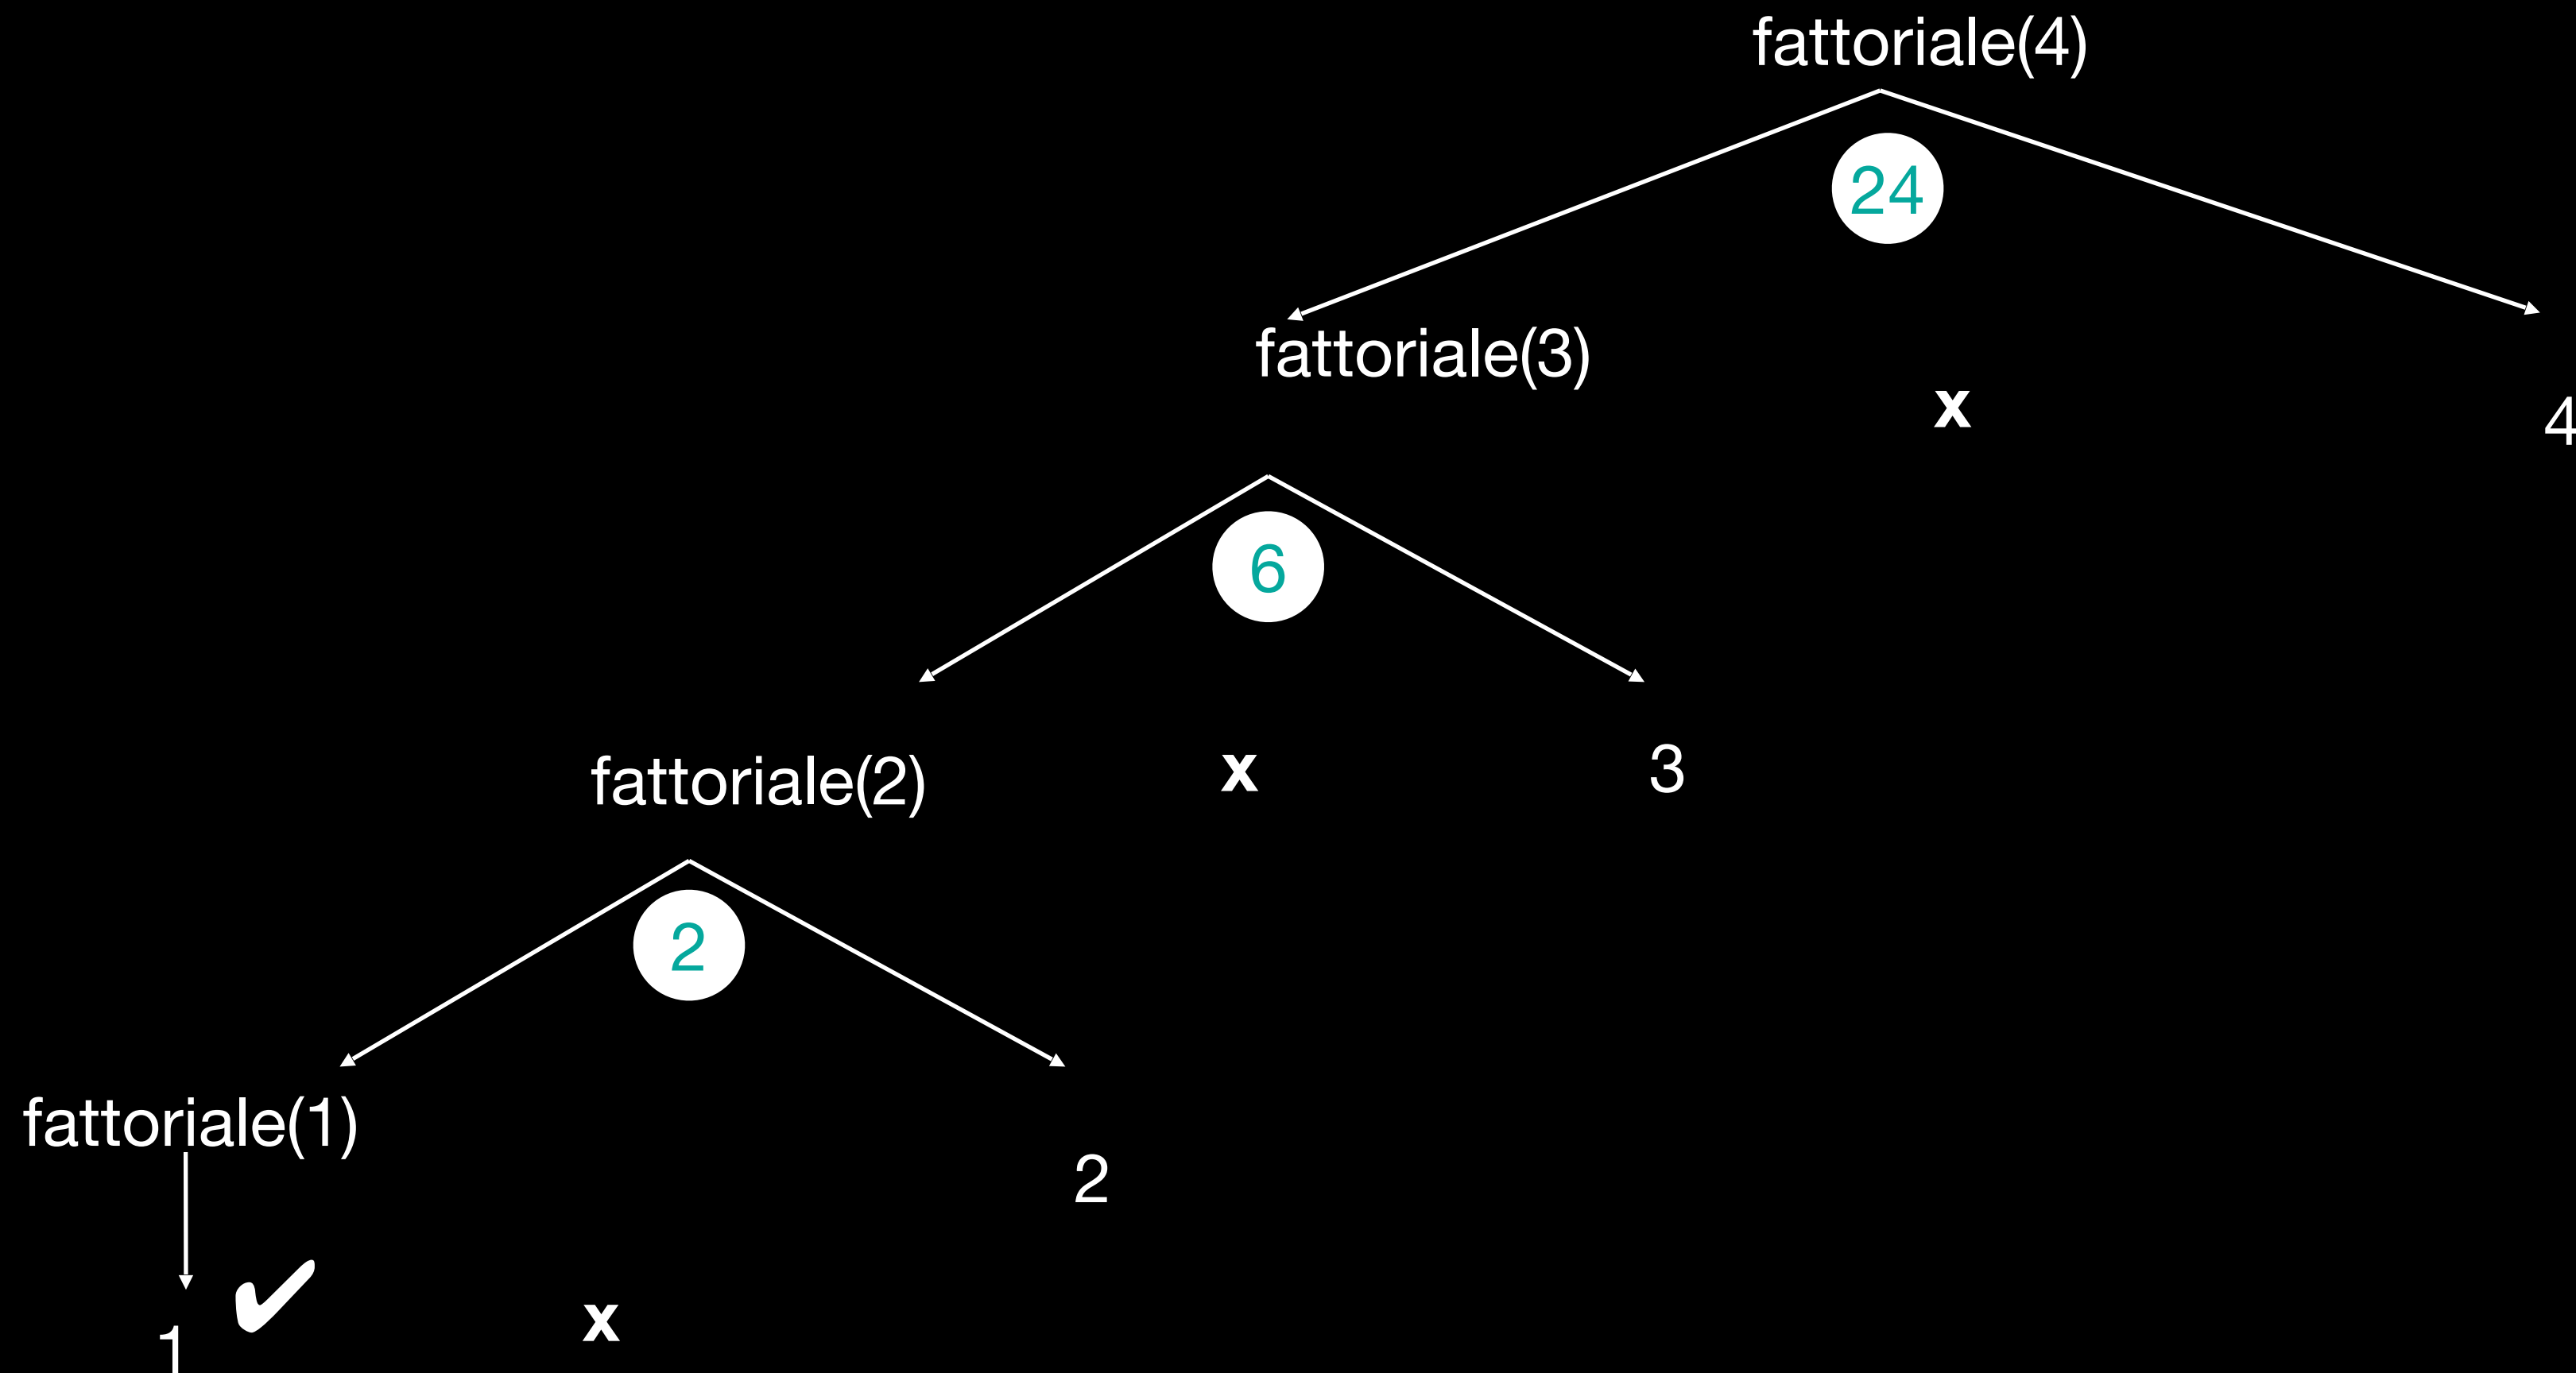 fattoriale(4)
24
fattoriale(3)
x
4
6
fattoriale(2)
x
3
2
fattoriale(1)
2
1
✔
x